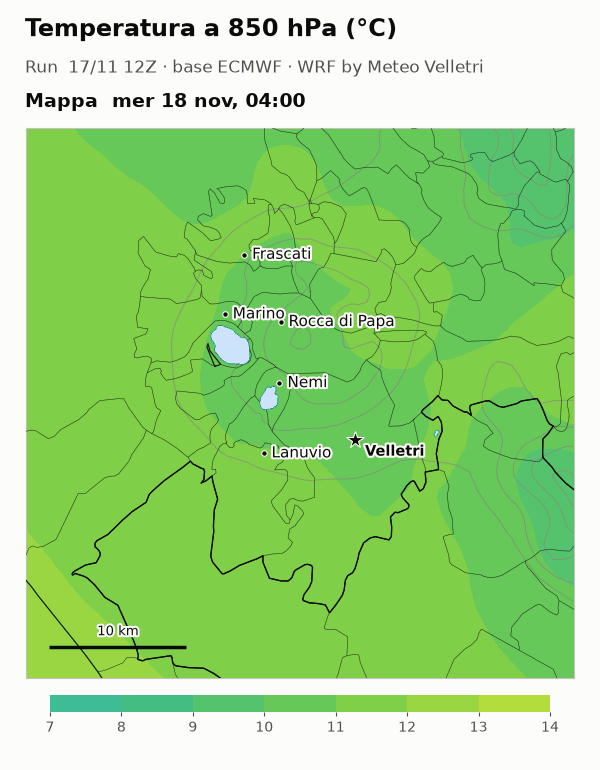 Temperatura a 850 hPa (°C)
Run  17/11 12Z · base ECMWF · WRF by Meteo Velletri
Mappa  mer 18 nov, 04:00
Frascati
Marino
Rocca di Papa
Nemi
Velletri
Lanuvio
10 km
7 8 9 10 11 12 13 14